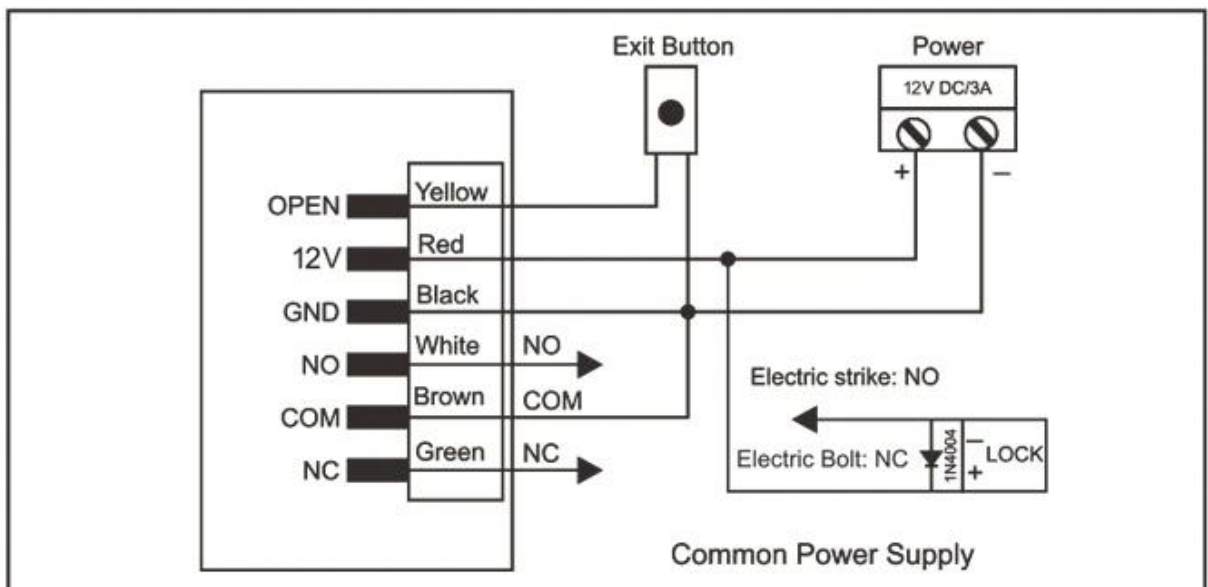 Exit Button
Power
12V DC/3A
+
–
OPEN
Yellow
12V
Red
GND
Black
NO
White
NO
COM
Brown
COM
NC
Green
NC
Electric strike: NO
Electric Bolt: NC
1N4004
–
+
LOCK
Common Power Supply